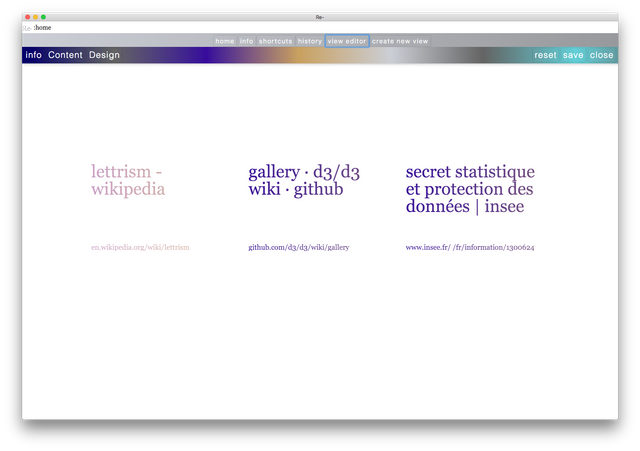 Re-
Re- :home
home info shortcuts history view editor create new view
info Content Design reset save close
lettrism -
wikipedia
gallery · d3/d3
wiki · github
secret statistique
et protection des
données | insee
en.wikipedia.org/wiki/lettrism
github.com/d3/d3/wiki/gallery
www.insee.fr/ /fr/information/1300624